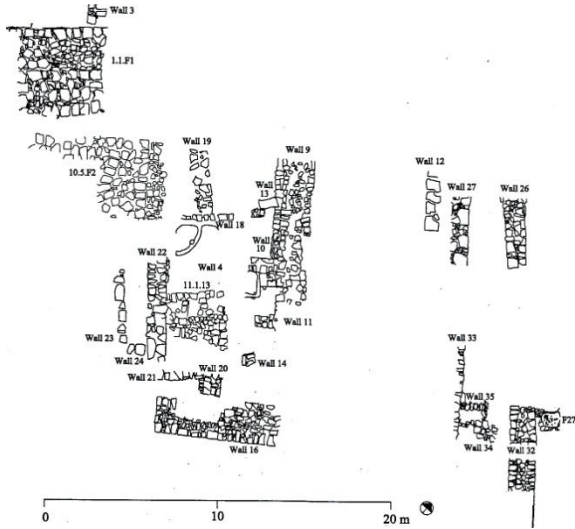 Wall 3
1.1.F1
Wall 19
Wall 9
10.5.F2
Wall 12
Wall
13
Wall 27
Wall 26
Wall 18
Wall 22
Wall 4
Wall
10
11.1.13
Wall 11
Wall
23
Wall 33
Wall
24
Wall 14
Wall 20
Wall 21
Wall
35
F27
Wall
34
Wall 32
Wall 16
0
10
20 m